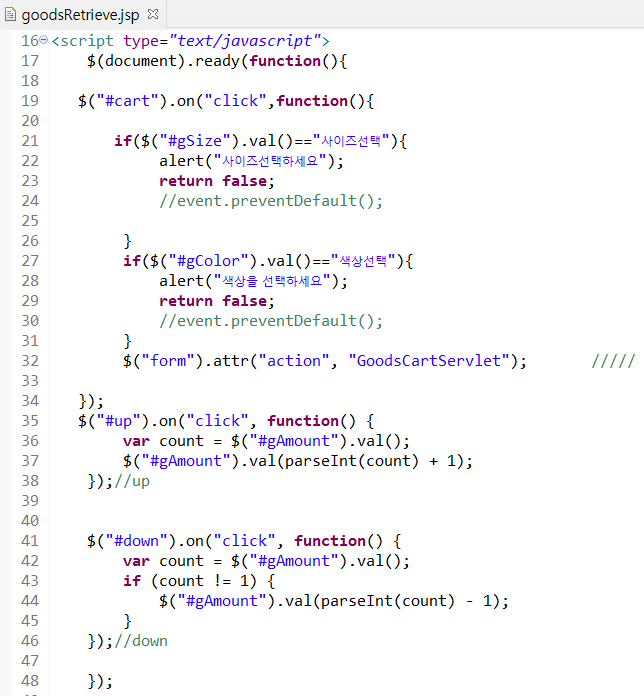 goodsRetrieve.jsp
16 <script type="text/javascript">
17 $(document).ready(function(){
18
19 $("#cart").on("click",function(){
20
21 if($("#gSize").val()=="사이즈선택"){
22 alert("사이즈선택하세요");
23 return false;
24 //event.preventDefault();
25
26 }
27 if($("#gColor").val()=="색상선택"){
28 alert("색상을 선택하세요");
29 return false;
30 //event.preventDefault();
31 }
32 $("form").attr("action", "GoodsCartServlet"); /////
33
34 });
35 $("#up").on("click", function() {
36 var count = $("#gAmount").val();
37 $("#gAmount").val(parseInt(count) + 1);
38 });//up
39
40
41 $("#down").on("click", function() {
42 var count = $("#gAmount").val();
43 if (count != 1) {
44 $("#gAmount").val(parseInt(count) - 1);
45 }
46 });//down
47
48 });